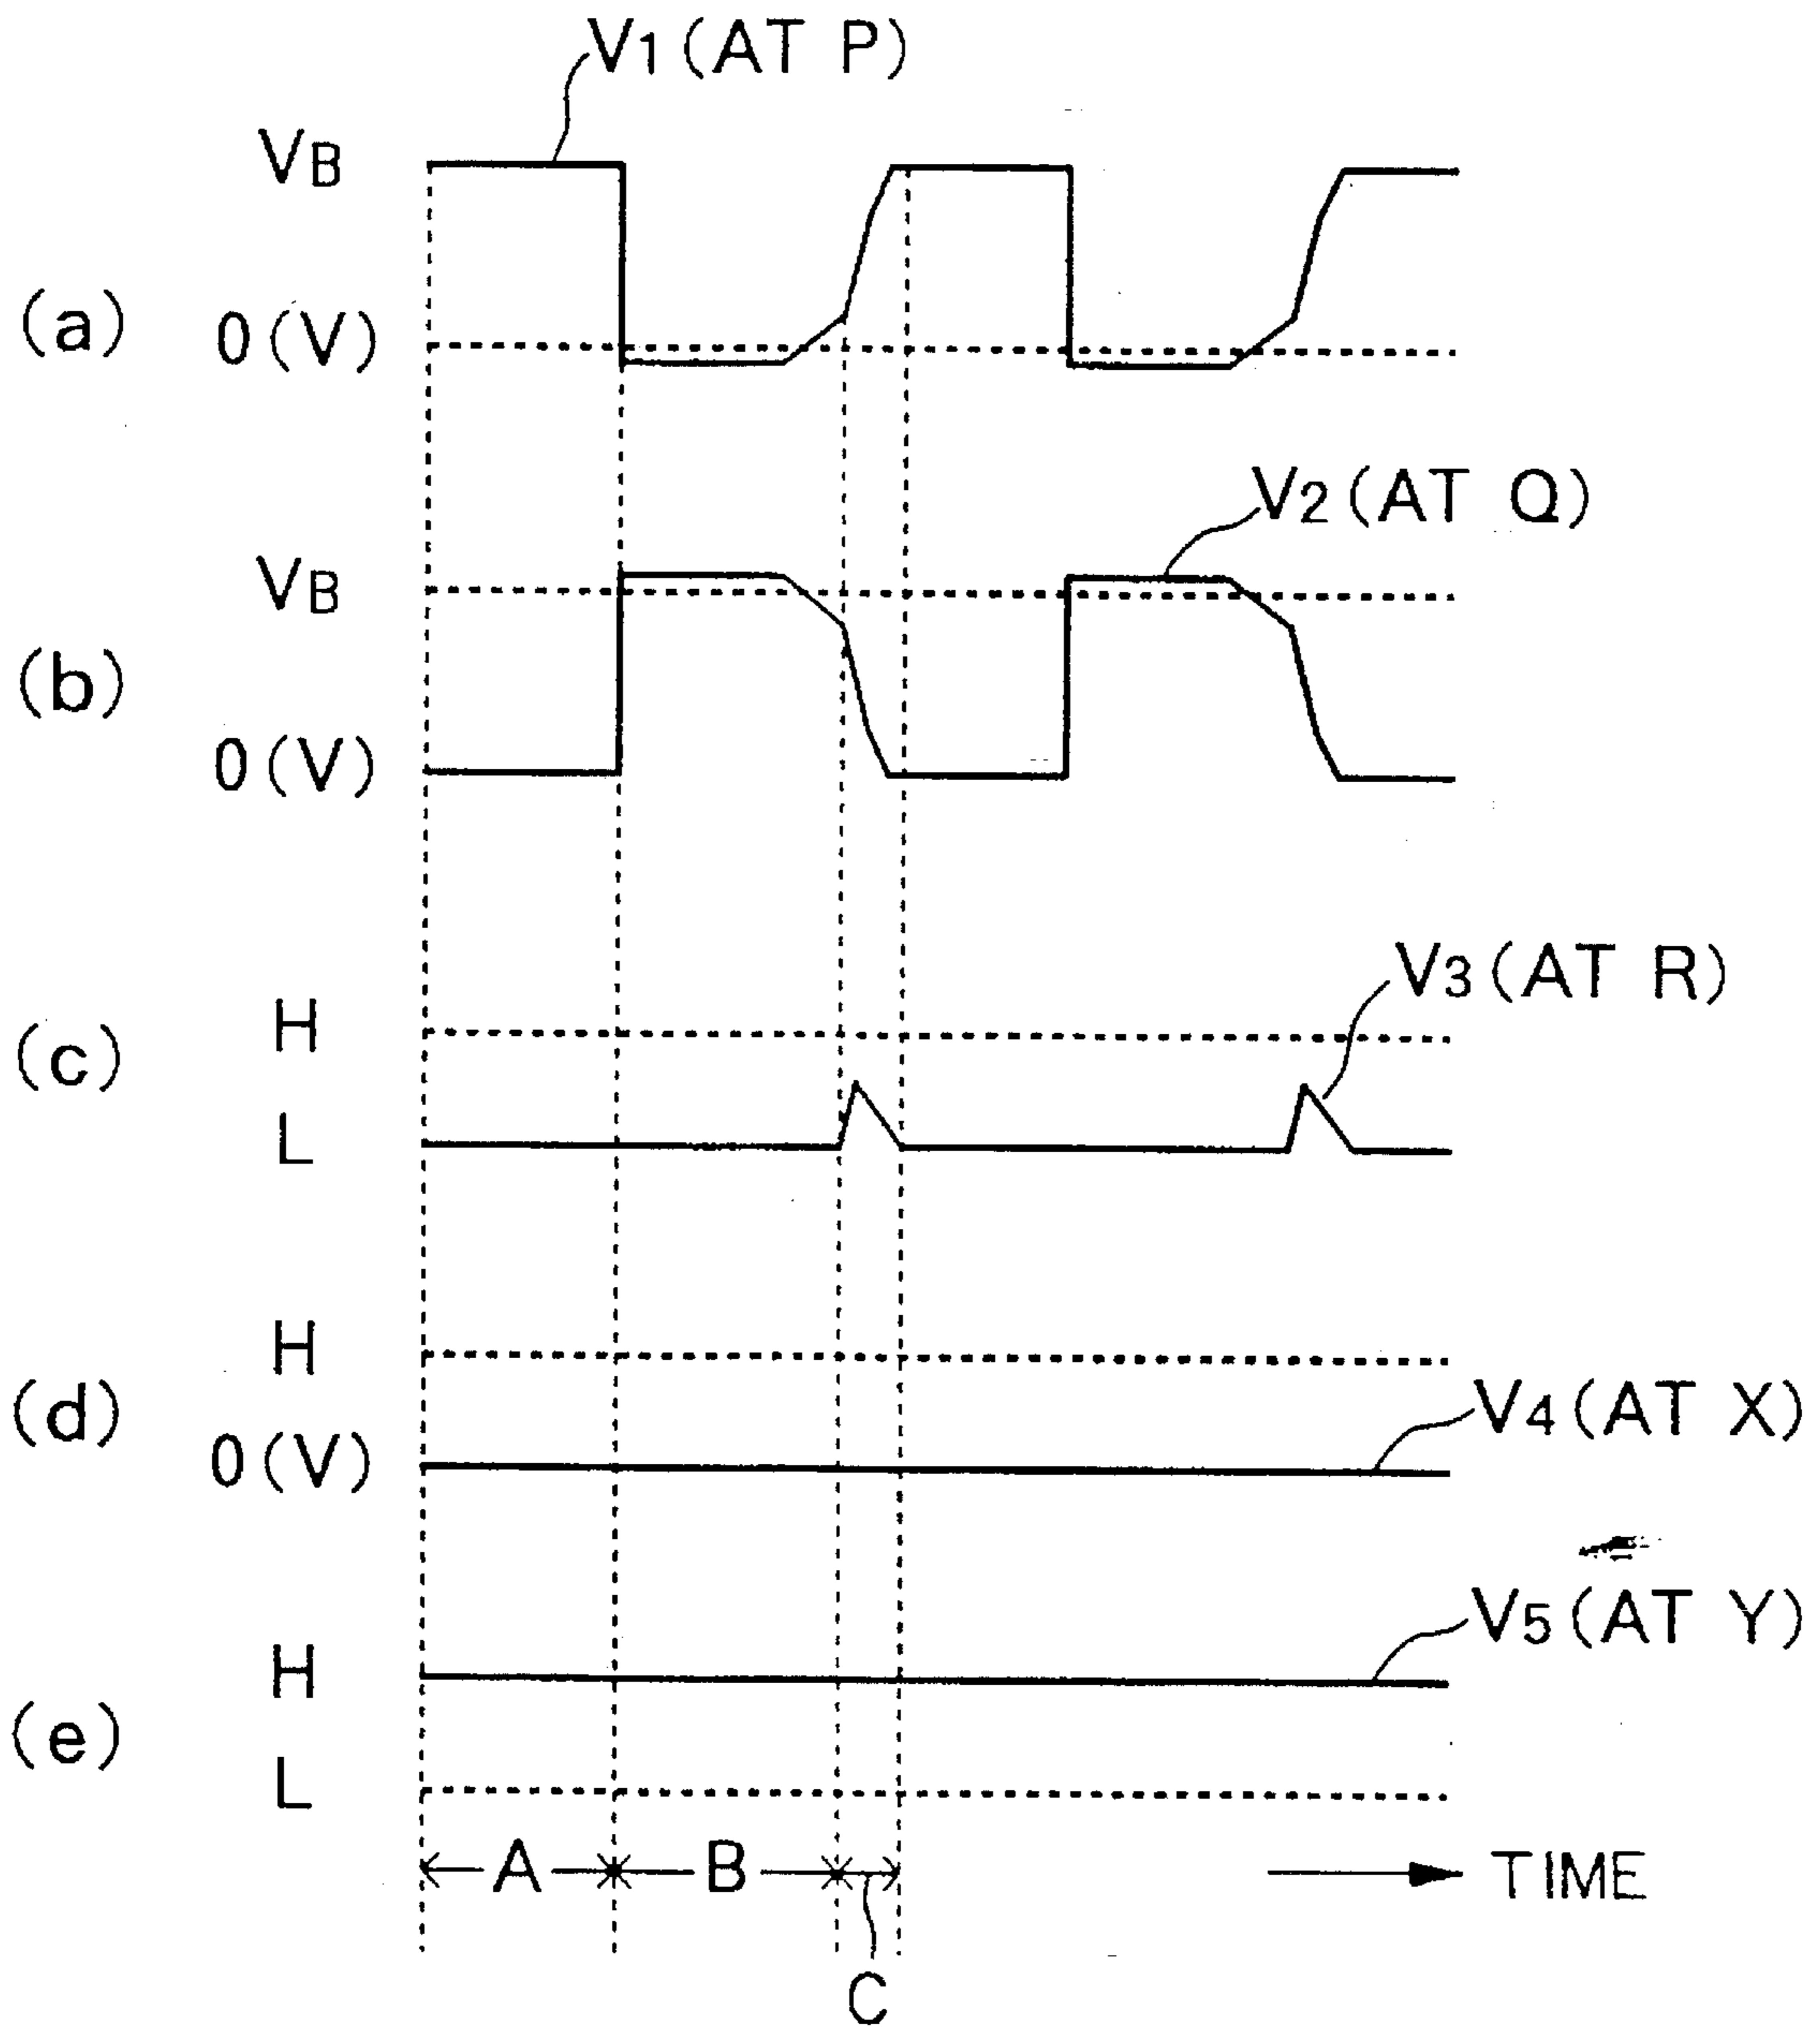 V1 (AT P)
VB
(a)
0 (V)
V2 (AT Q)
VB
(b)
0 (V)
V3 (AT R)
H
(c)
L
H
(d)
V4 (AT X)
0 (V)
V5 (AT Y)
H
(e)
L
A B TIME
C